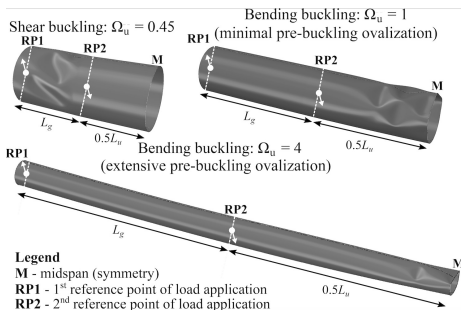 Shear buckling: Ωu = 0.45
RP1
RP2
M
Lg
0.5Lu
Bending buckling: Ωu = 1
(minimal pre-buckling ovalization)
RP1
RP2
M
Lg
0.5Lu
Bending buckling: Ωu = 4
(extensive pre-buckling ovalization)
RP1
RP2
M
Lg
0.5Lu
Legend
M - midspan (symmetry)
RP1 - 1st reference point of load application
RP2 - 2nd reference point of load application